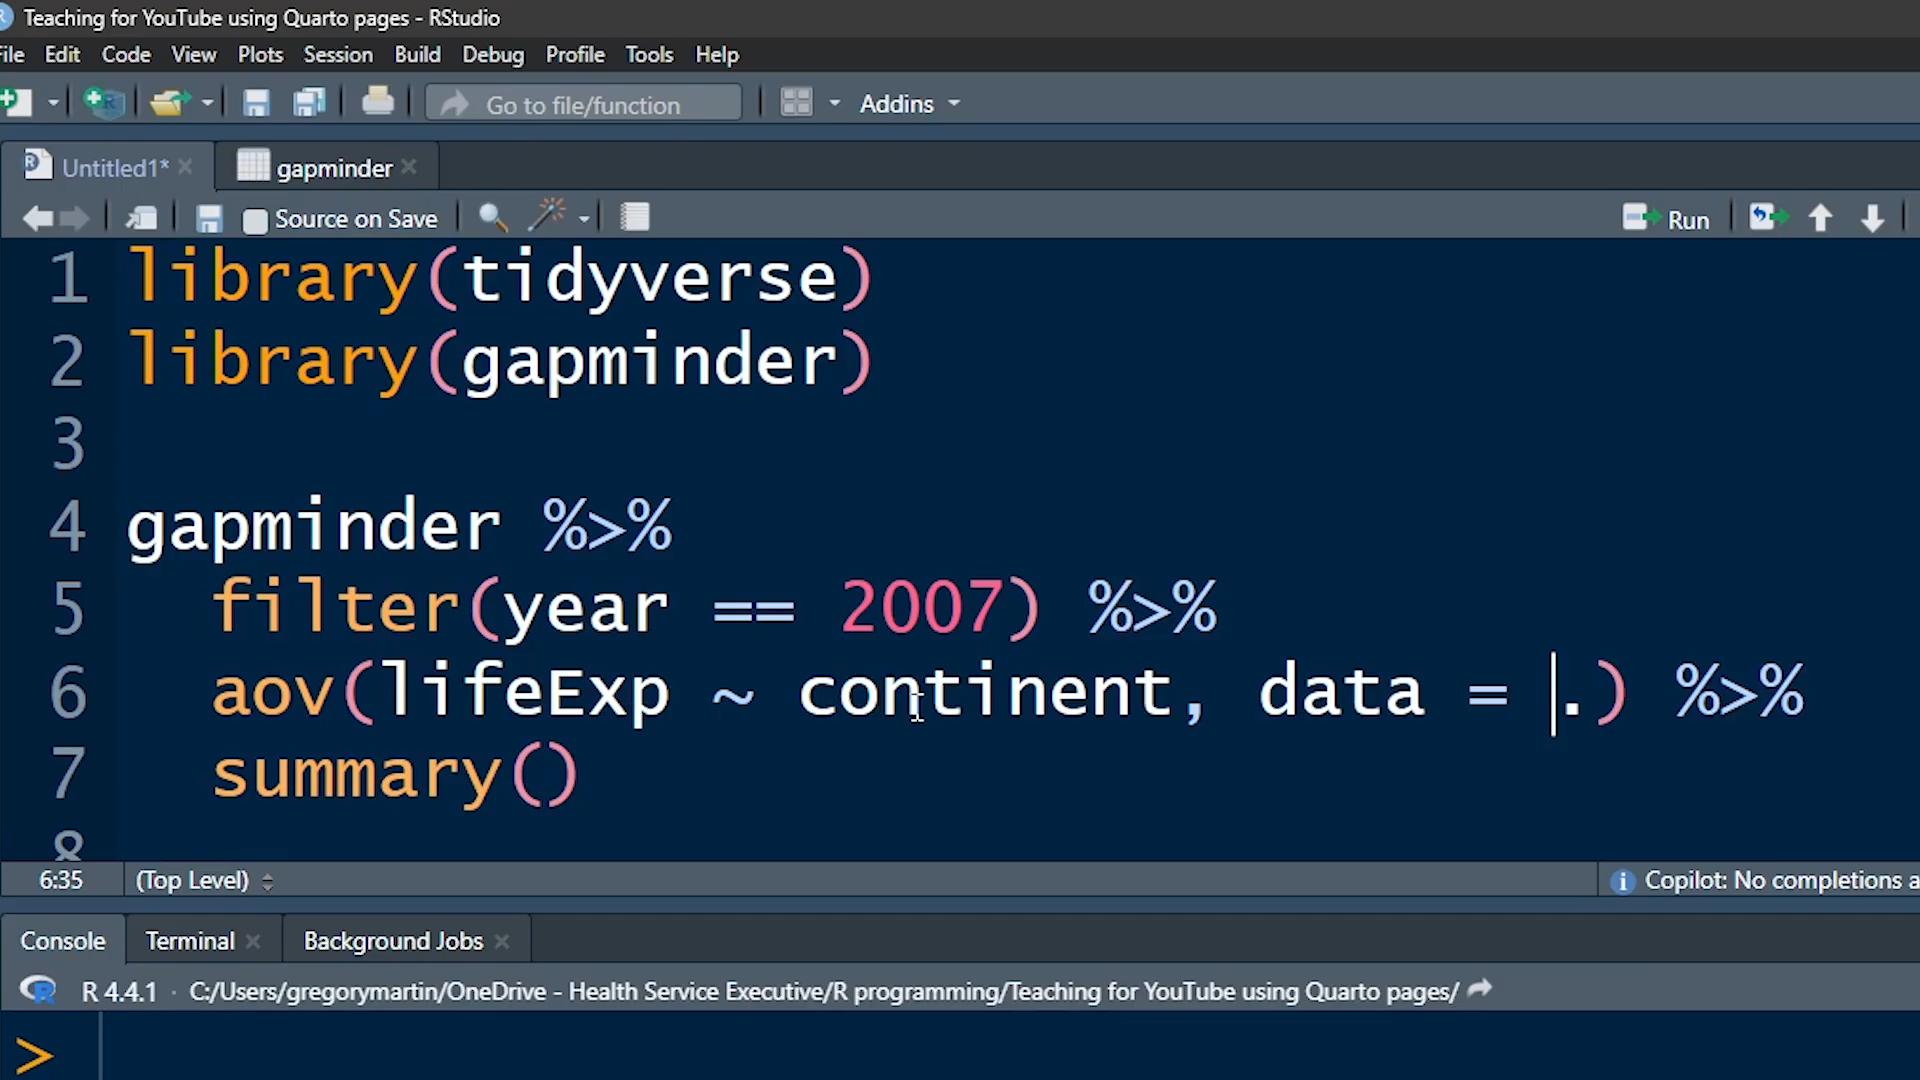 Teaching for YouTube using Quarto pages - RStudio
File Edit Code View Plots Session Build Debug Profile Tools Help
Go to file/function Addins
Untitled1* gapminder
Source on Save Run
1 library(tidyverse)
2 library(gapminder)
3
4 gapminder %>%
5 filter(year == 2007) %>%
6 aov(lifeExp ~ continent, data = .) %>%
7 summary()
8
6:35 (Top Level) Copilot: No completions a
Console Terminal Background Jobs
R 4.4.1 · C:/Users/gregorymartin/OneDrive - Health Service Executive/R programming/Teaching for YouTube using Quarto pages/
>